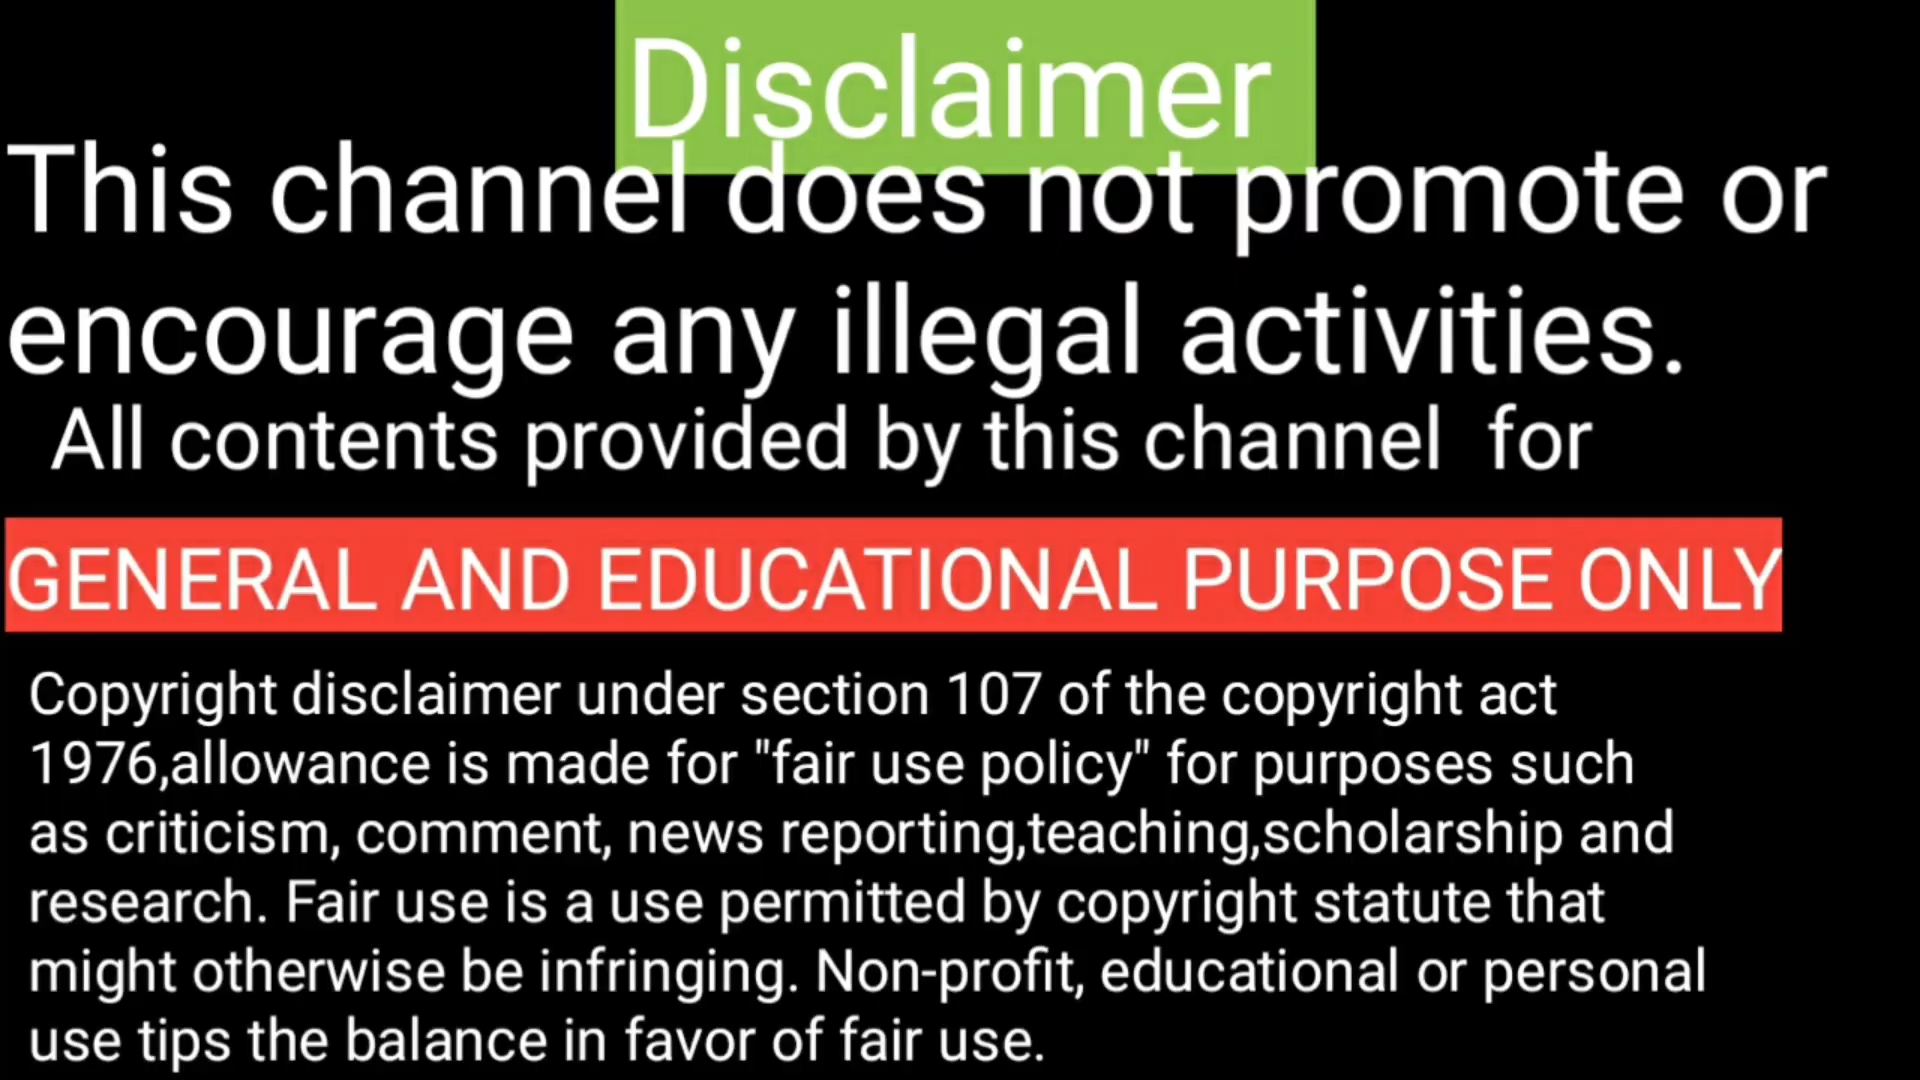 Disclaimer
This channel does not promote or
encourage any illegal activities.
All contents provided by this channel  for
GENERAL AND EDUCATIONAL PURPOSE ONLY
Copyright disclaimer under section 107 of the copyright act
1976,allowance is made for "fair use policy" for purposes such
as criticism, comment, news reporting,teaching,scholarship and
research. Fair use is a use permitted by copyright statute that
might otherwise be infringing. Non-profit, educational or personal
use tips the balance in favor of fair use.